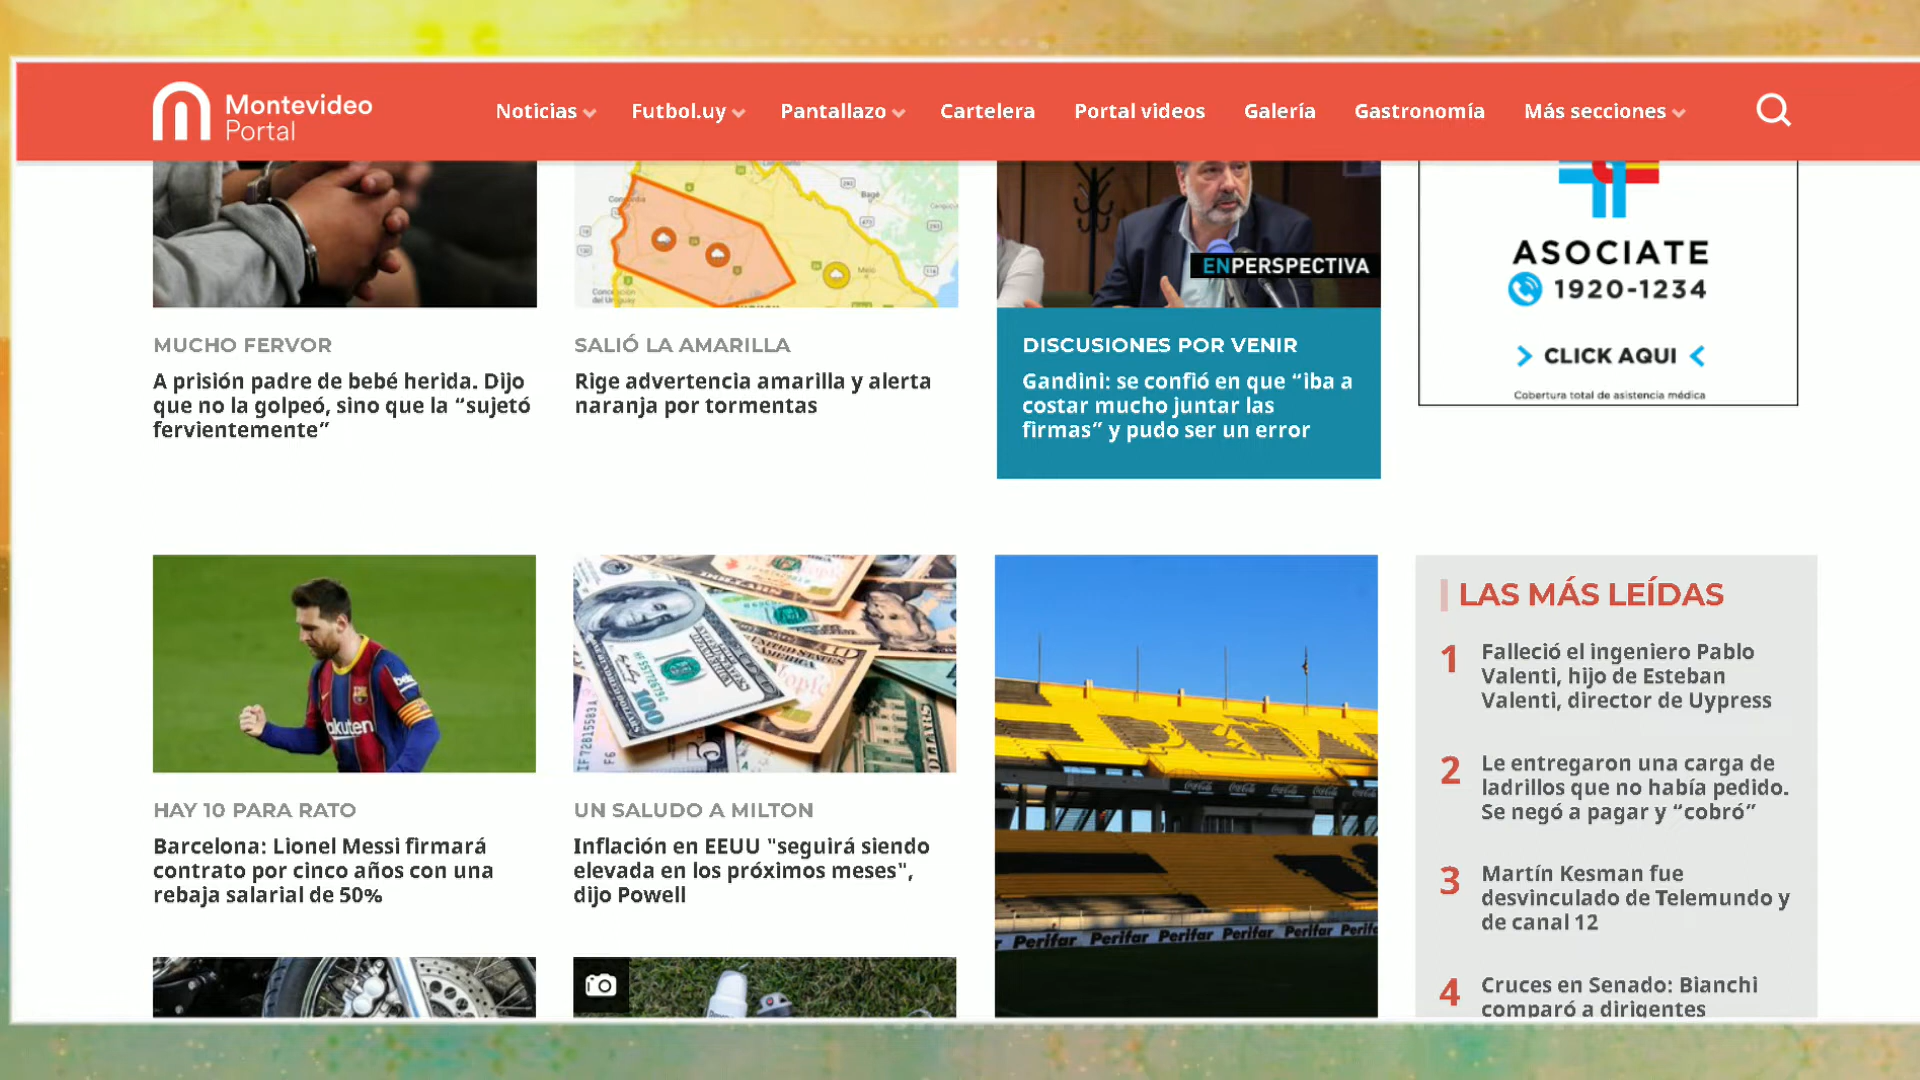 Montevideo
Portal
Noticias
Futbol.uy
Pantallazo
Cartelera
Portal videos
Galería
Gastronomía
Más secciones
ENPERSPECTIVA
MUCHO FERVOR
A prisión padre de bebé herida. Dijo
que no la golpeó, sino que la “sujetó
fervientemente”
SALIÓ LA AMARILLA
Rige advertencia amarilla y alerta
naranja por tormentas
DISCUSIONES POR VENIR
Gandini: se confió en que “iba a
costar mucho juntar las
firmas” y pudo ser un error
ASOCIATE
1920-1234
CLICK AQUI
Cobertura total de asistencia médica
HAY 10 PARA RATO
Barcelona: Lionel Messi firmará
contrato por cinco años con una
rebaja salarial de 50%
UN SALUDO A MILTON
Inflación en EEUU "seguirá siendo
elevada en los próximos meses",
dijo Powell
Perifar Perifar Perifar Perifar Perifar
LAS MÁS LEÍDAS
1 Falleció el ingeniero Pablo
Valenti, hijo de Esteban
Valenti, director de Uypress
2 Le entregaron una carga de
ladrillos que no había pedido.
Se negó a pagar y “cobró”
3 Martín Kesman fue
desvinculado de Telemundo y
de canal 12
4 Cruces en Senado: Bianchi
comparó a dirigentes